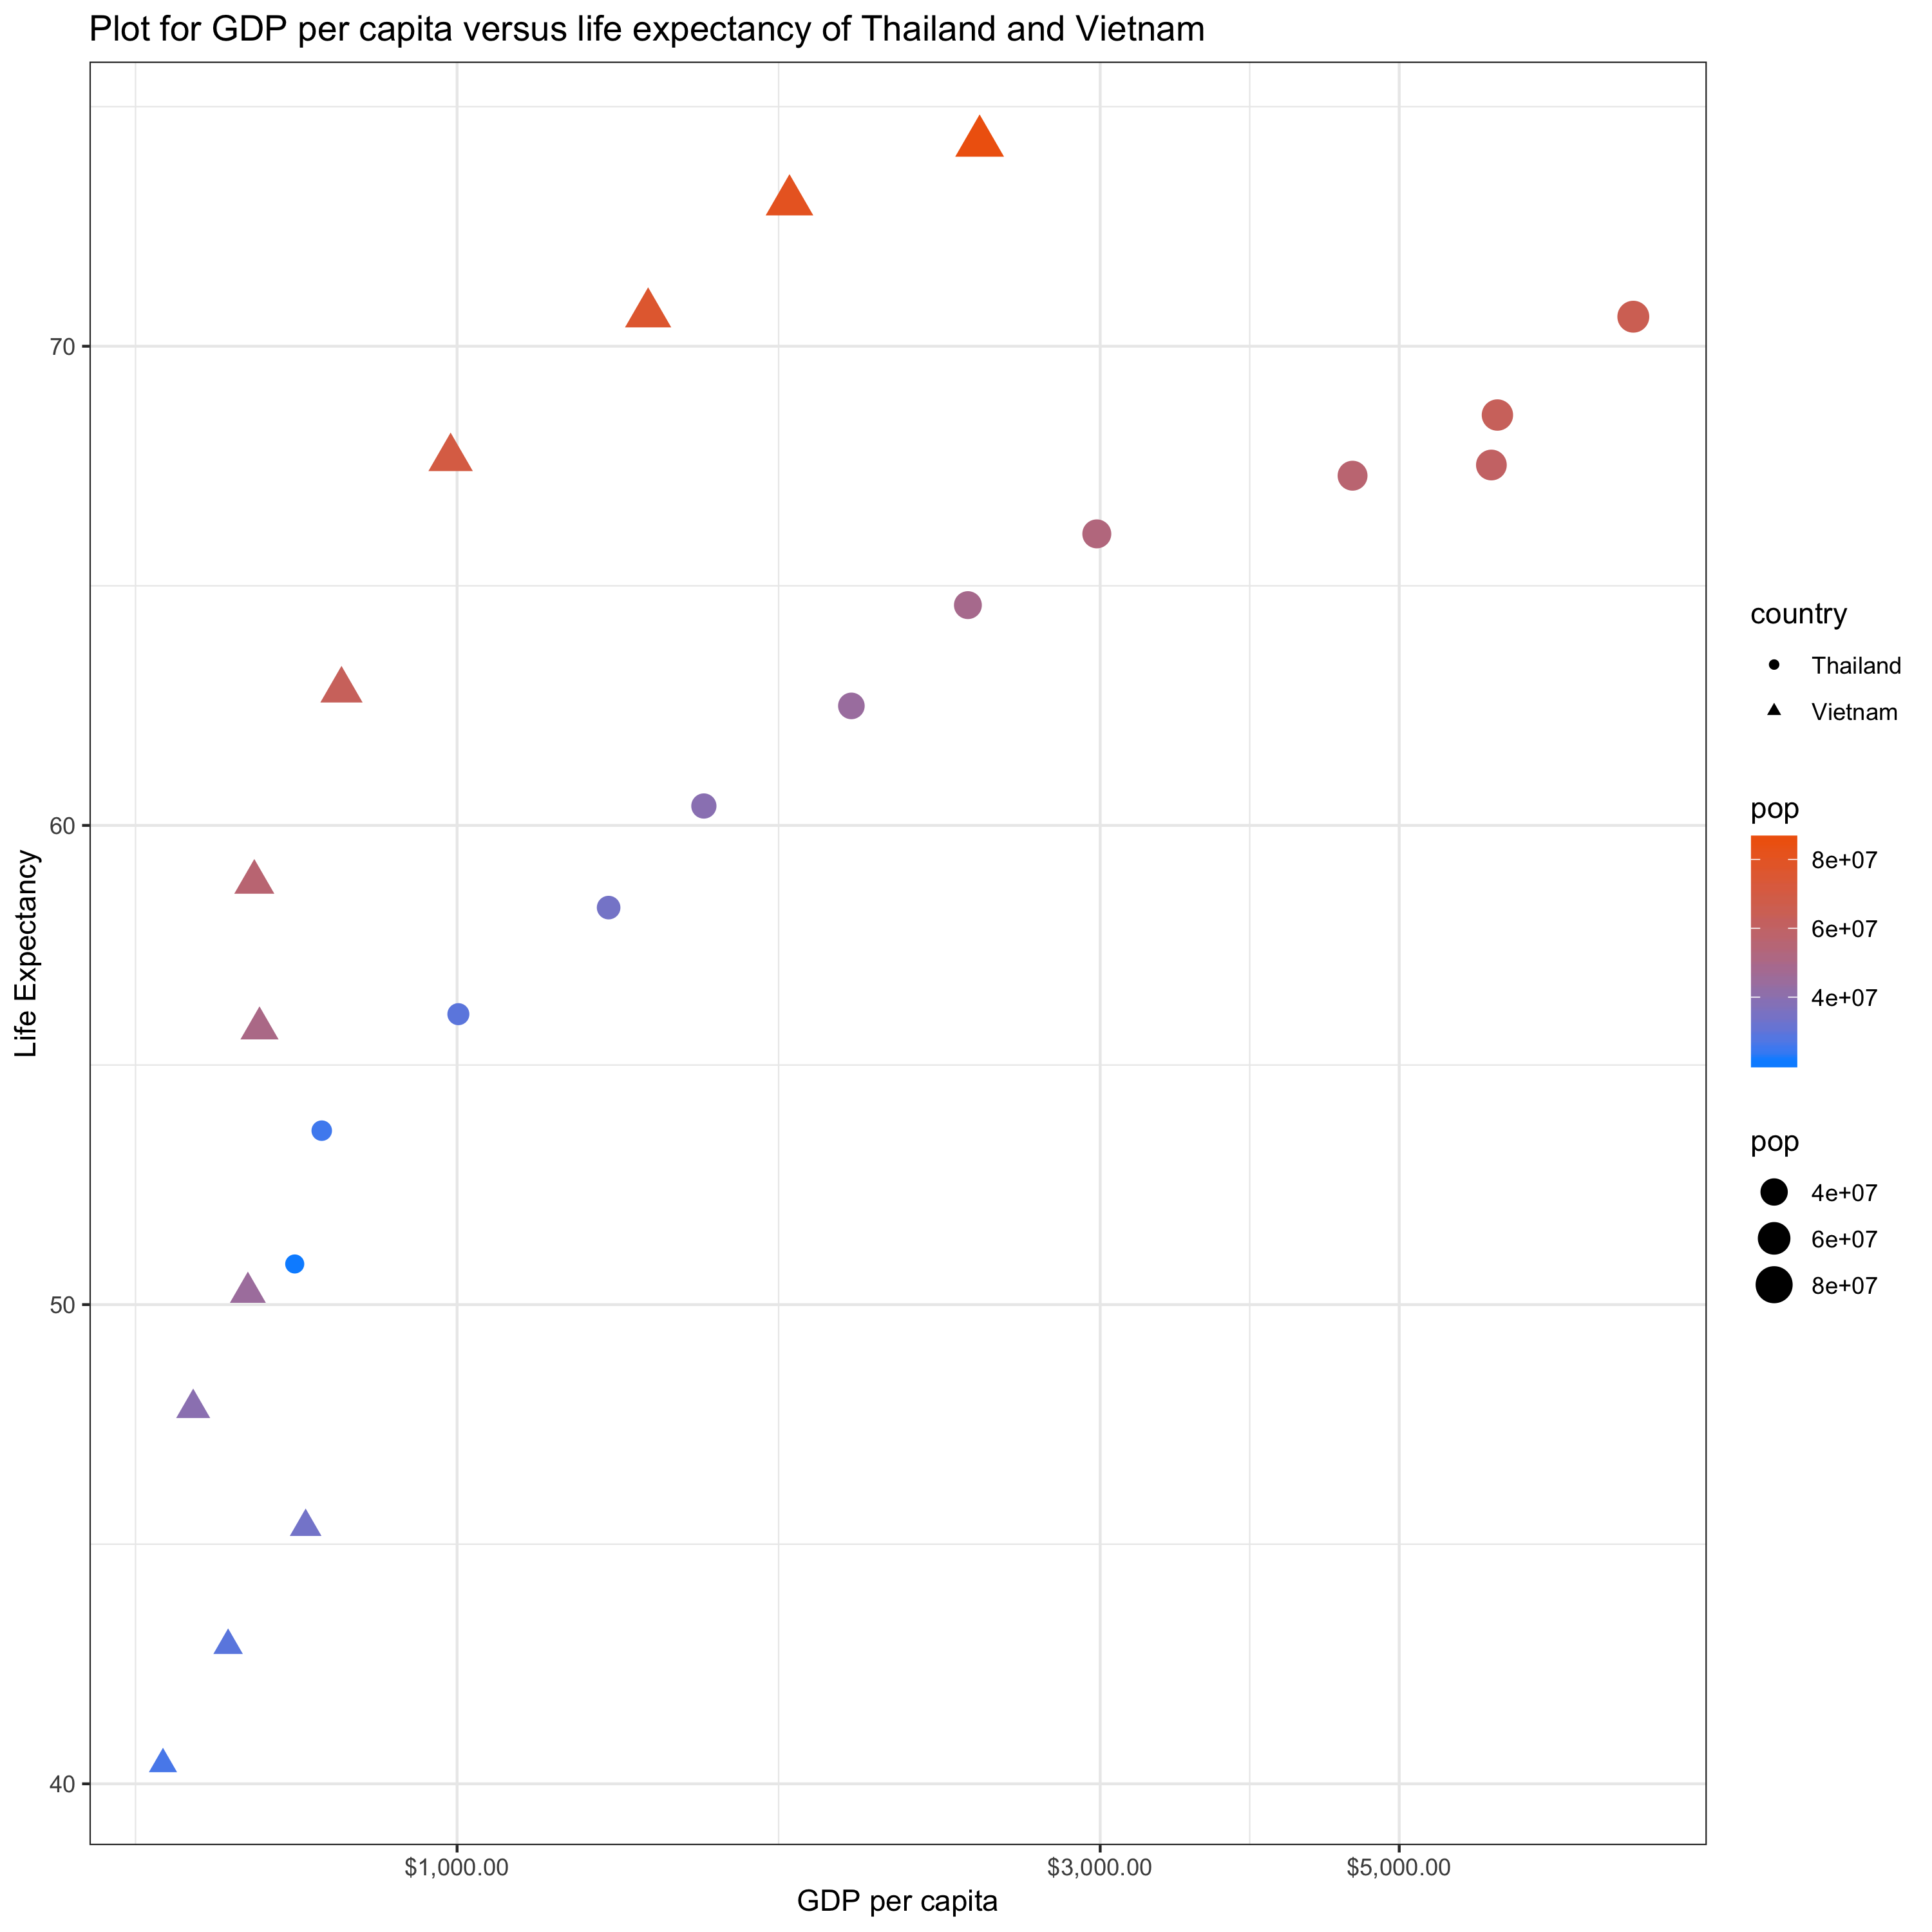 Plot for GDP per capita versus life expectancy of Thailand and Vietnam
70
60
50
40
Life Expectancy
$1,000.00
$3,000.00
$5,000.00
GDP per capita
country
Thailand
Vietnam
pop
8e+07
6e+07
4e+07
pop
4e+07
6e+07
8e+07